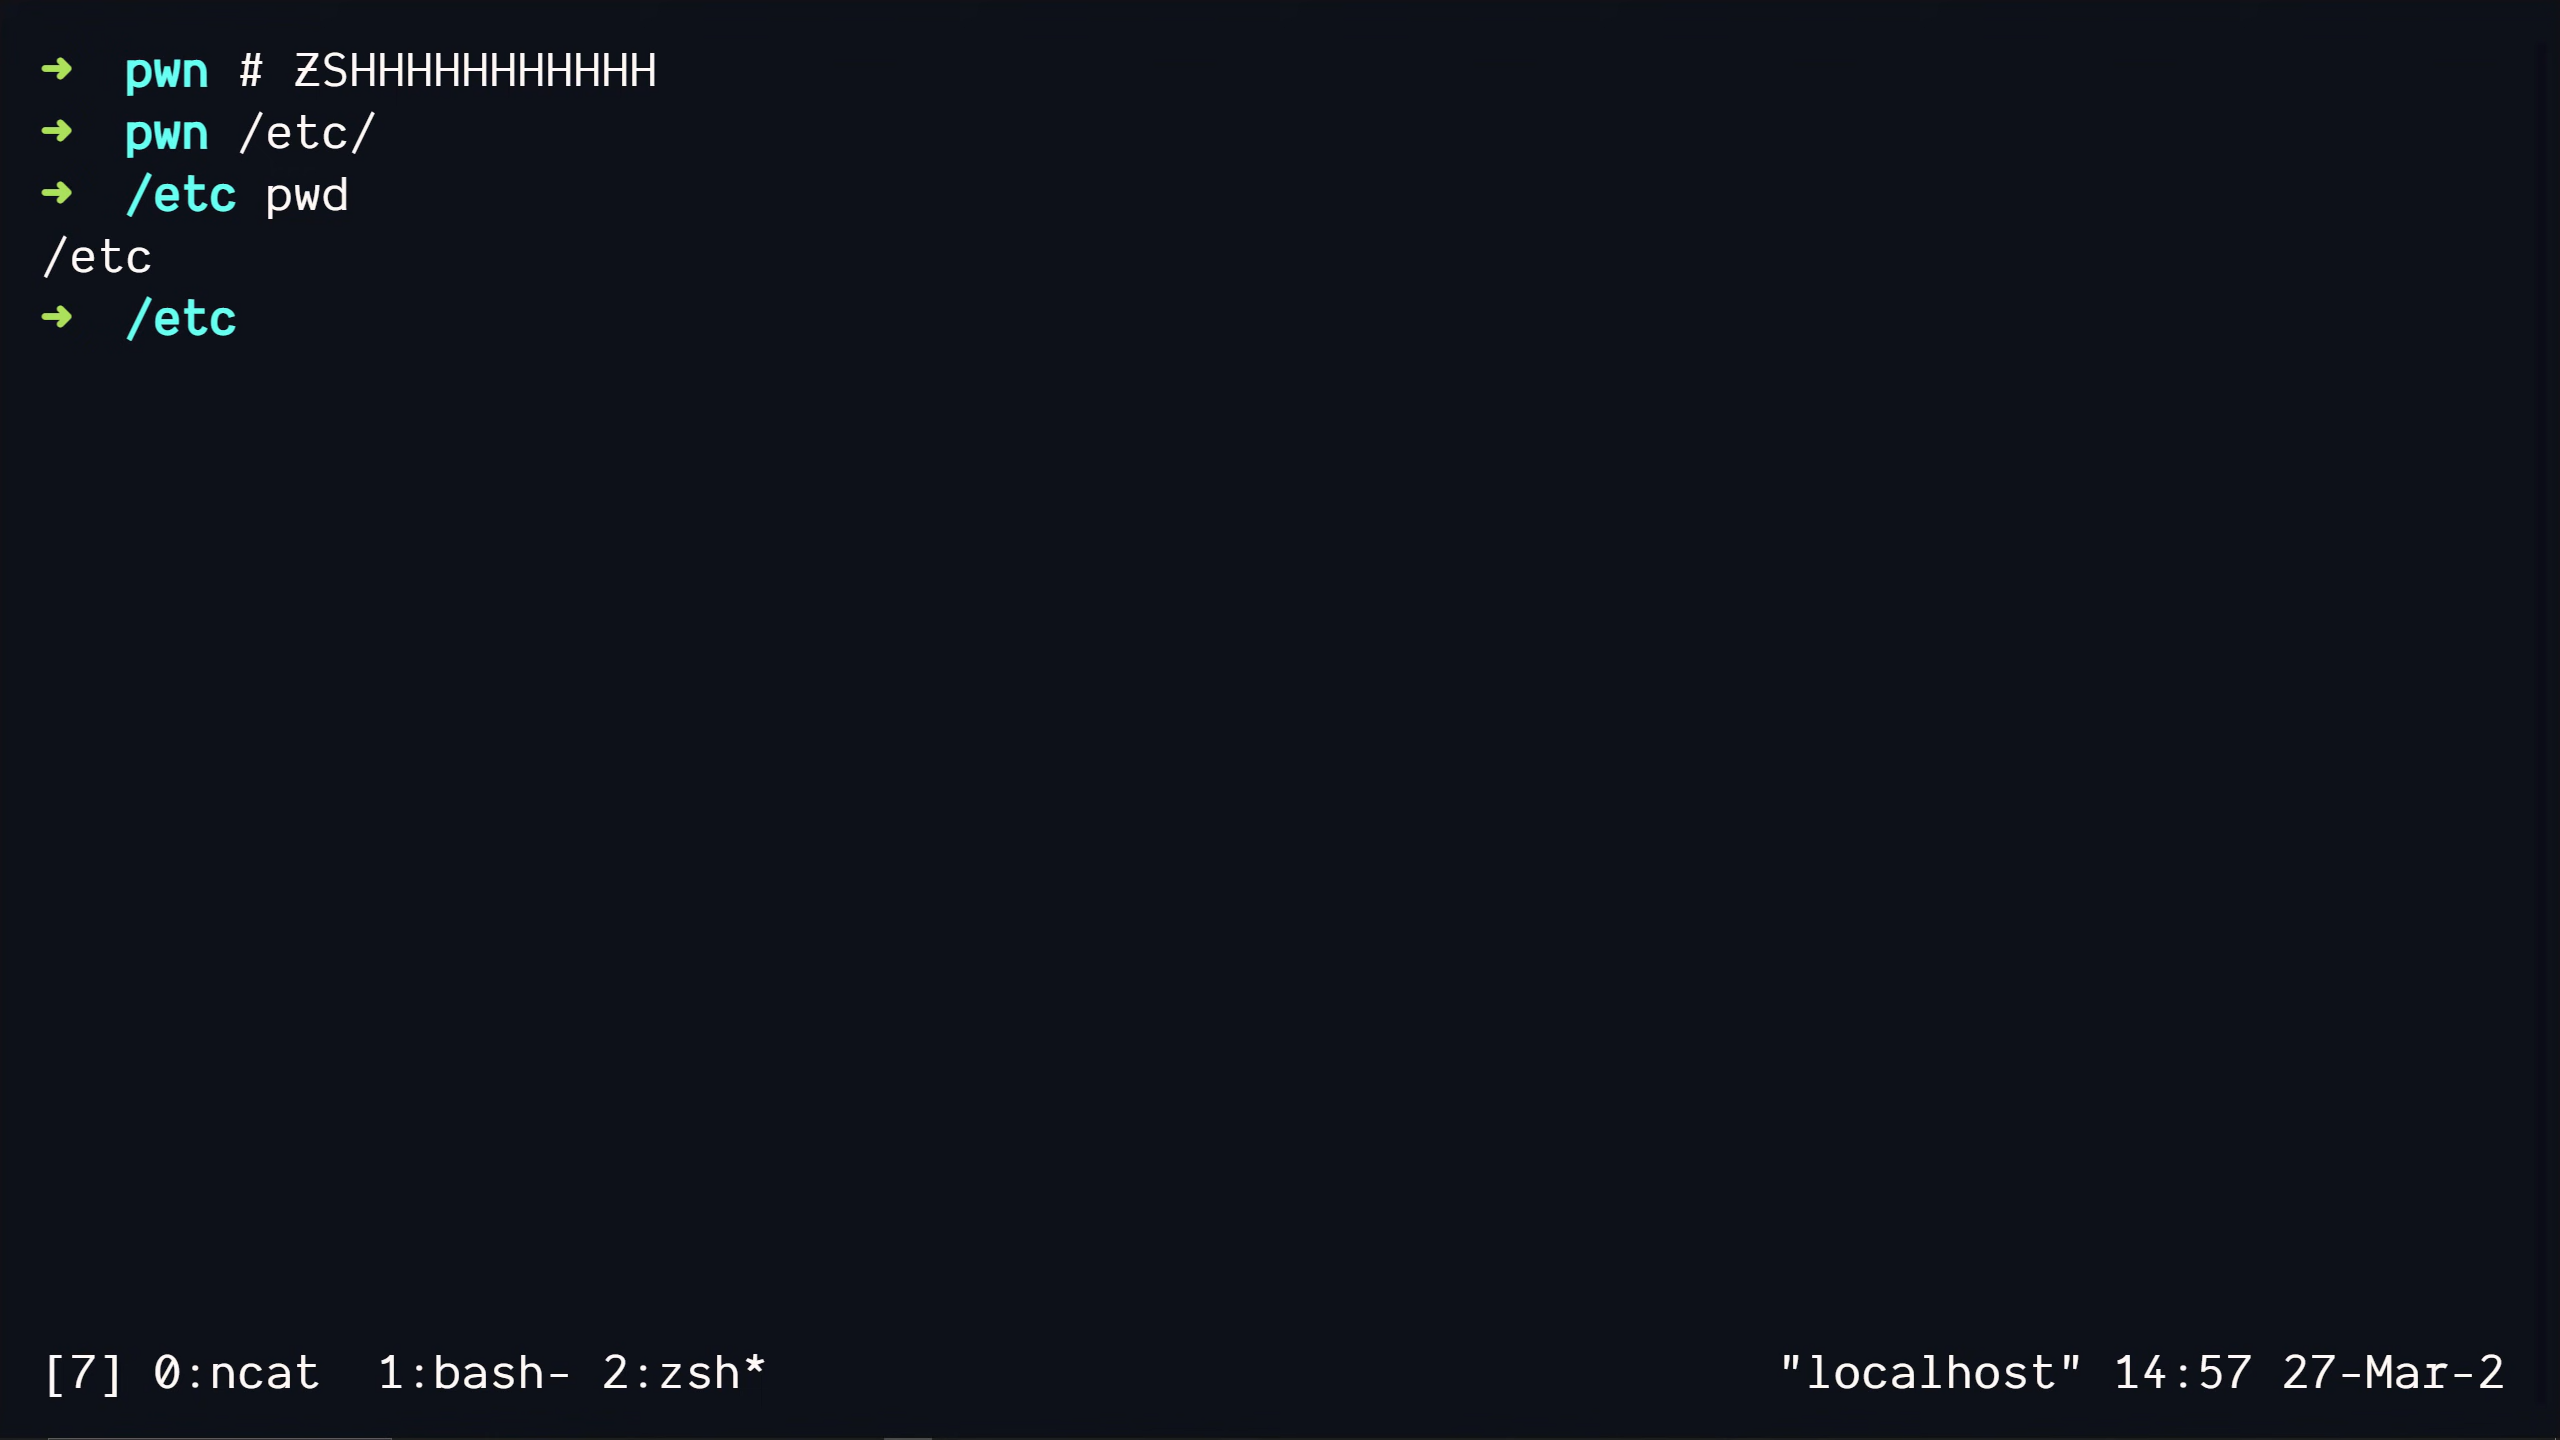 ➜  pwn # ZSHHHHHHHHHHH
➜  pwn /etc/
➜  /etc pwd
/etc
➜  /etc
[7] 0:ncat  1:bash- 2:zsh*
"localhost" 14:57 27-Mar-2